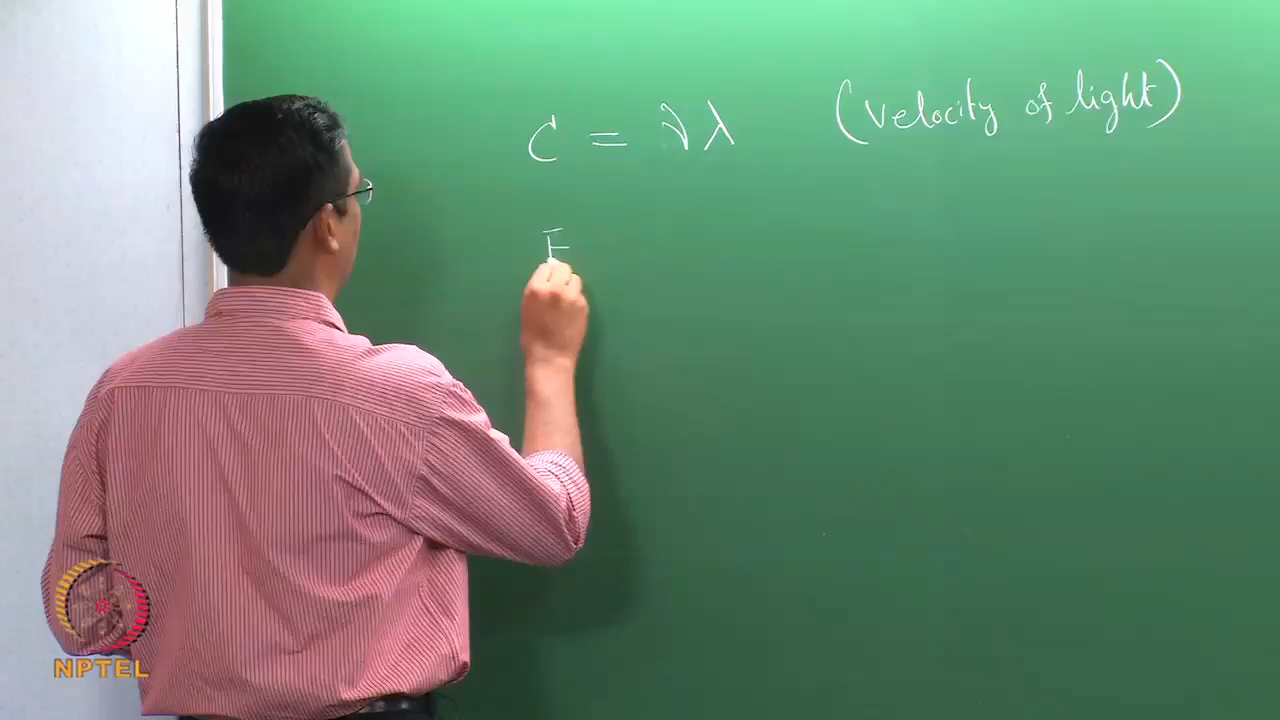 C = νλ (velocity of light)
E
NPTEL